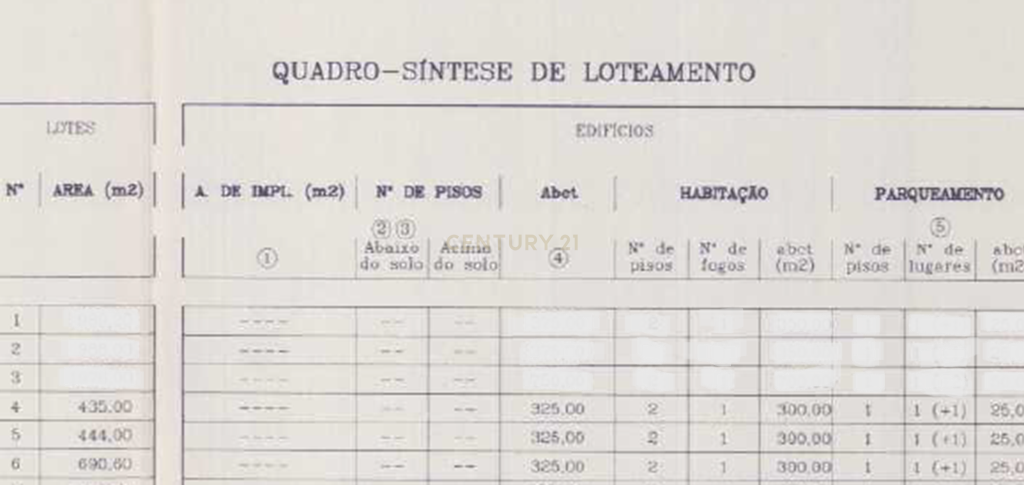 QUADRO-SÍNTESE DE LOTEAMENTO
LOTES EDIFÍCIOS
Nº AREA (m2) A. DE IMPL. (m2) Nº DE PISOS Abct HABITAÇÃO PARQUEAMENTO
② ③ ⑤
CENTURY 21
① Abaixo do solo Acima do solo ④ Nº de pisos Nº de fogos abct (m2) Nº de pisos Nº de lugares
1 ---- -- --
2 ---- -- --
3 ---- -- --
4 435,00 ---- -- -- 325,00 2 1 300,00 1 1 (+1)
5 444,00 ---- -- -- 325,00 2 1 300,00 1 1 (+1)
6 690,60 ---- -- -- 325,00 2 1 300,00 1 1 (+1)